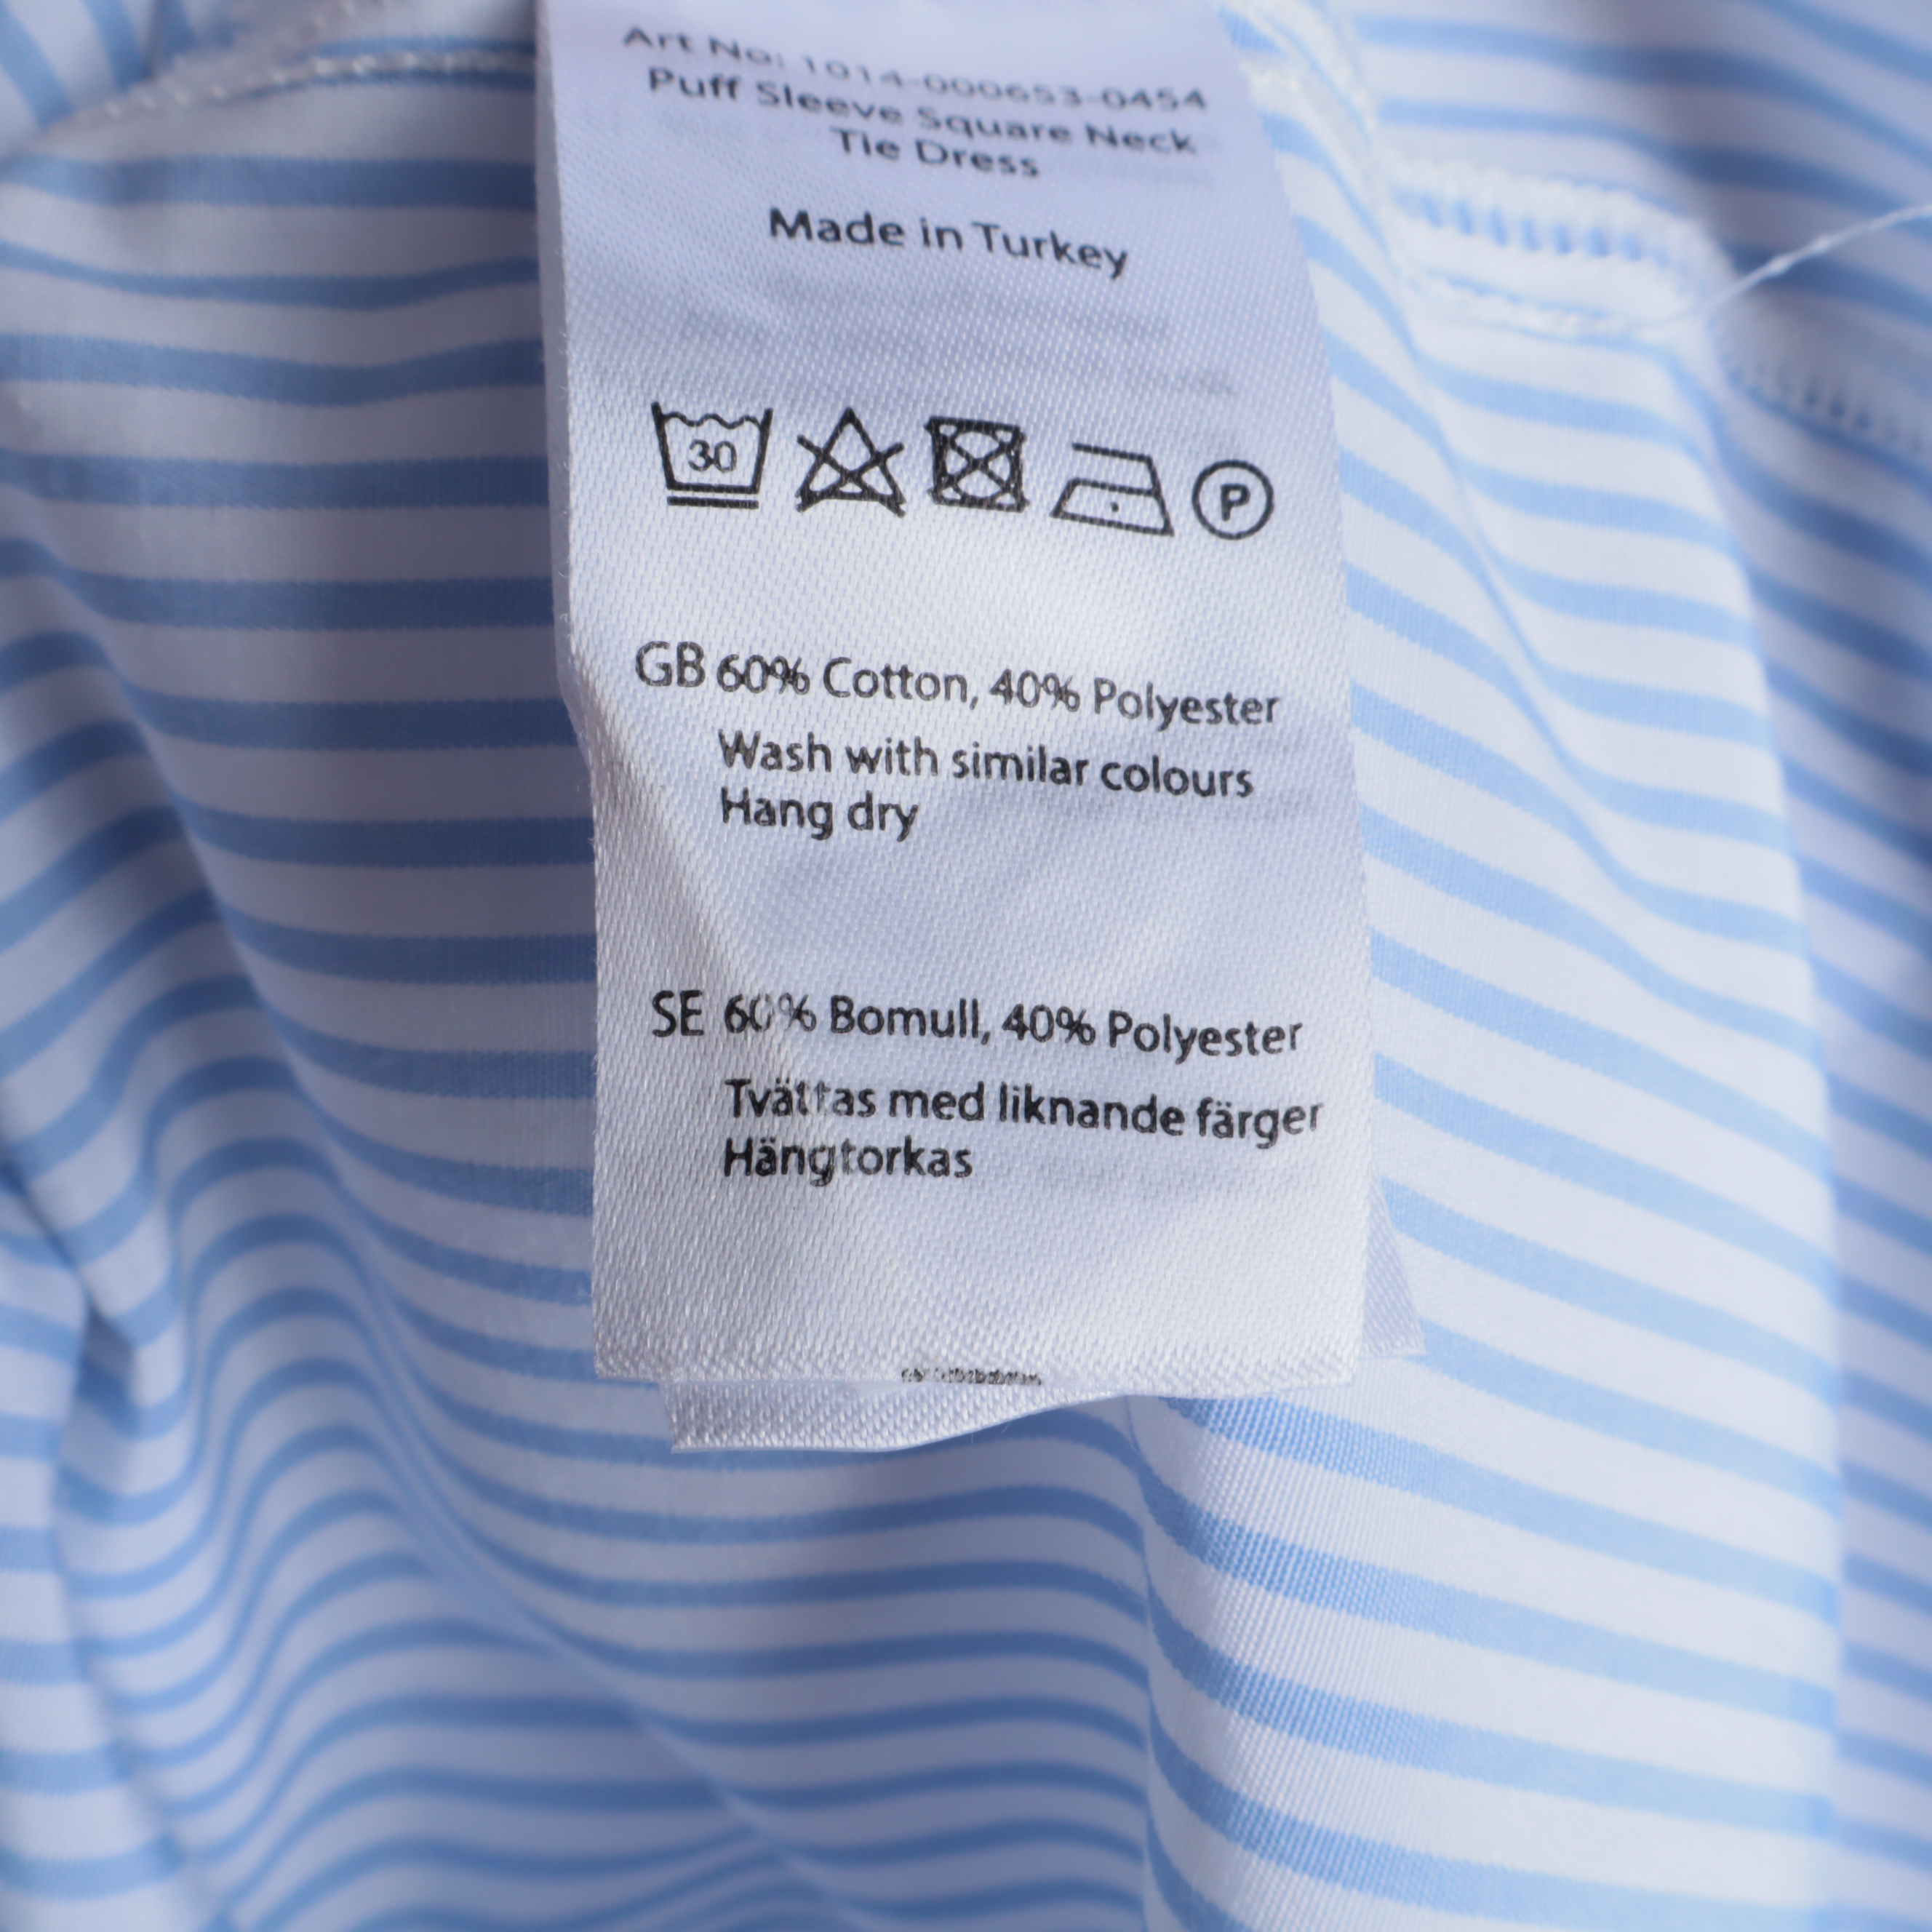 Art No: 1014-000653-0454
Puff Sleeve Square Neck
Tie Dress
Made in Turkey
30
P
GB 60% Cotton, 40% Polyester
Wash with similar colours
Hang dry
SE 60% Bomull, 40% Polyester
Tvättas med liknande färger
Hängtorkas